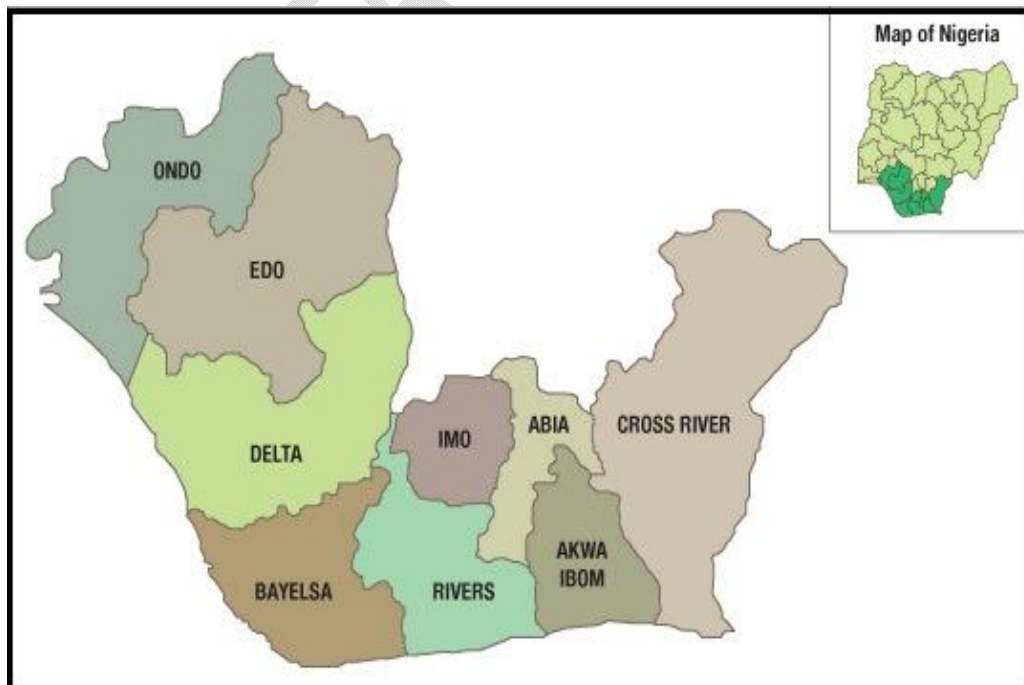 Map of Nigeria
ONDO
EDO
DELTA
IMO
ABIA
CROSS RIVER
BAYELSA
RIVERS
AKWA
IBOM